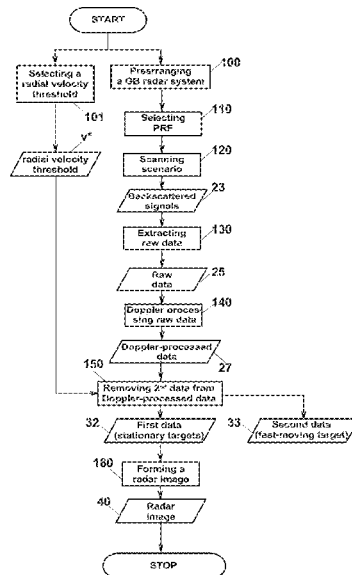 START
Selecting a
radial velocity
threshold
101
Prearranging
a GB radar system
100
110
Selecting
PRF
v*
radial velocity
threshold
120
Scanning
scenario
23
Backscattered
signals
130
Extracting
raw data
25
Raw
data
140
Doppler proces
sing raw data
Doppler-processed
data
27
150
Removing 2nd data from
Doppler-processed data
32
First data
(stationary targets)
33
Second data
(fast-moving target)
160
Forming a
radar image
40
Radar
image
STOP